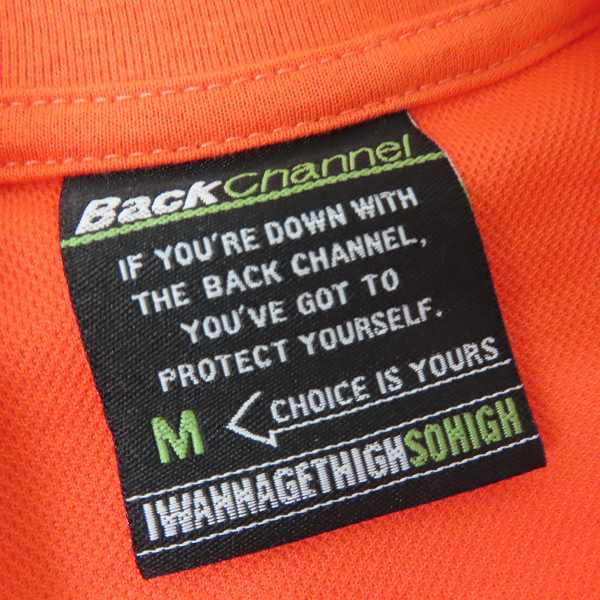 BackChannel
IF YOU'RE DOWN WITH
THE BACK CHANNEL,
YOU'VE GOT TO
PROTECT YOURSELF.
M CHOICE IS YOURS
IWANNAGETHIGHSOHIGH